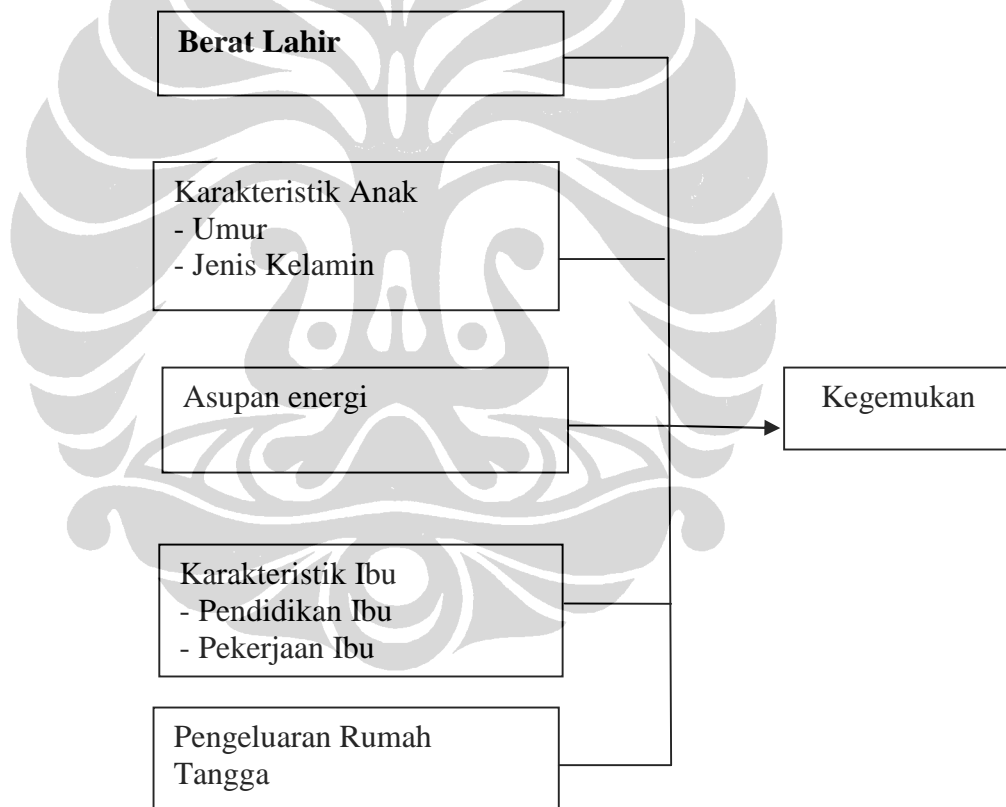 Berat Lahir
Karakteristik Anak
- Umur
- Jenis Kelamin
Asupan energi
Kegemukan
Karakteristik Ibu
- Pendidikan Ibu
- Pekerjaan Ibu
Pengeluaran Rumah
Tangga